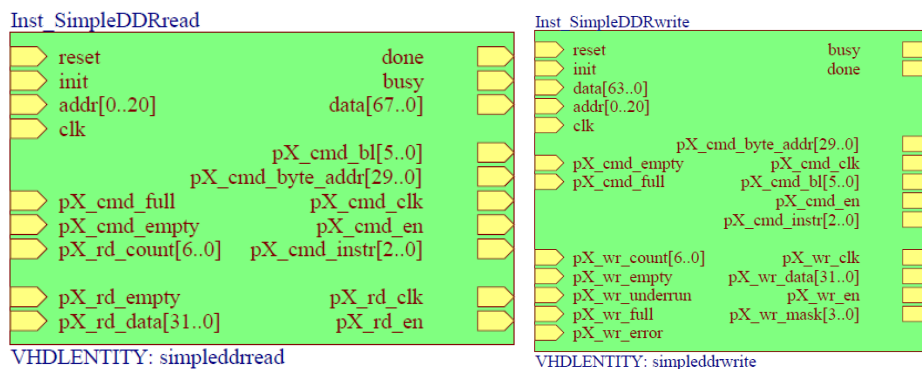 Inst_SimpleDDRread
reset done
init busy
addr[0..20] data[67..0]
clk
pX_cmd_bl[5..0]
pX_cmd_byte_addr[29..0]
pX_cmd_full pX_cmd_clk
pX_cmd_empty pX_cmd_en
pX_rd_count[6..0] pX_cmd_instr[2..0]
pX_rd_empty pX_rd_clk
pX_rd_data[31..0] pX_rd_en
VHDLENTITY: simpleddrread
Inst_SimpleDDRwrite
reset busy
init done
data[63..0]
addr[0..20]
clk
pX_cmd_byte_addr[29..0]
pX_cmd_empty pX_cmd_clk
pX_cmd_full pX_cmd_bl[5..0]
pX_cmd_en
pX_cmd_instr[2..0]
pX_wr_count[6..0] pX_wr_clk
pX_wr_empty pX_wr_data[31..0]
pX_wr_underrun pX_wr_en
pX_wr_full pX_wr_mask[3..0]
pX_wr_error
VHDLENTITY: simpleddrwrite